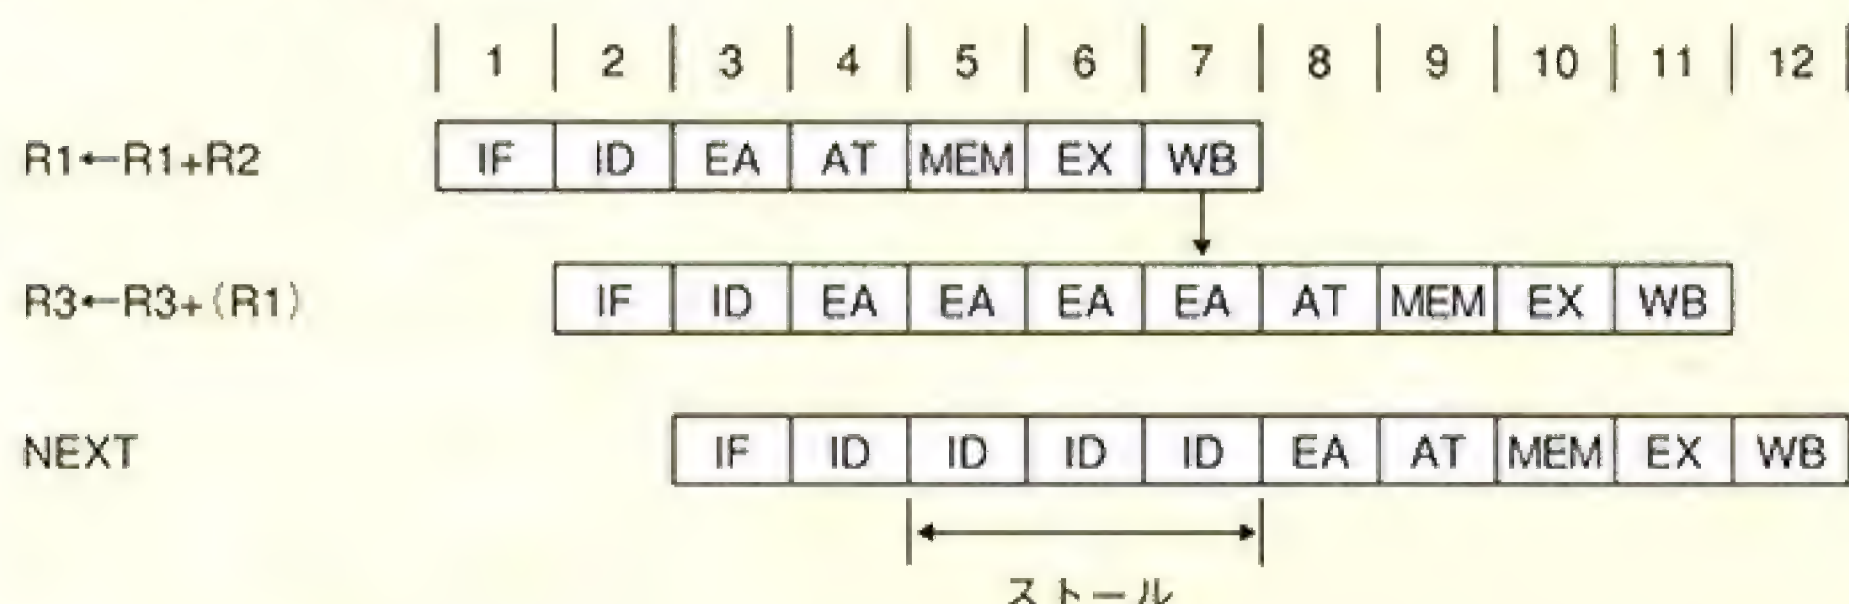 1 2 3 4 5 6 7 8 9 10 11 12
R1←R1+R2 IF ID EA AT MEM EX WB
R3←R3+(R1) IF ID EA EA EA EA AT MEM EX WB
NEXT IF ID ID ID ID EA AT MEM EX WB
ストール